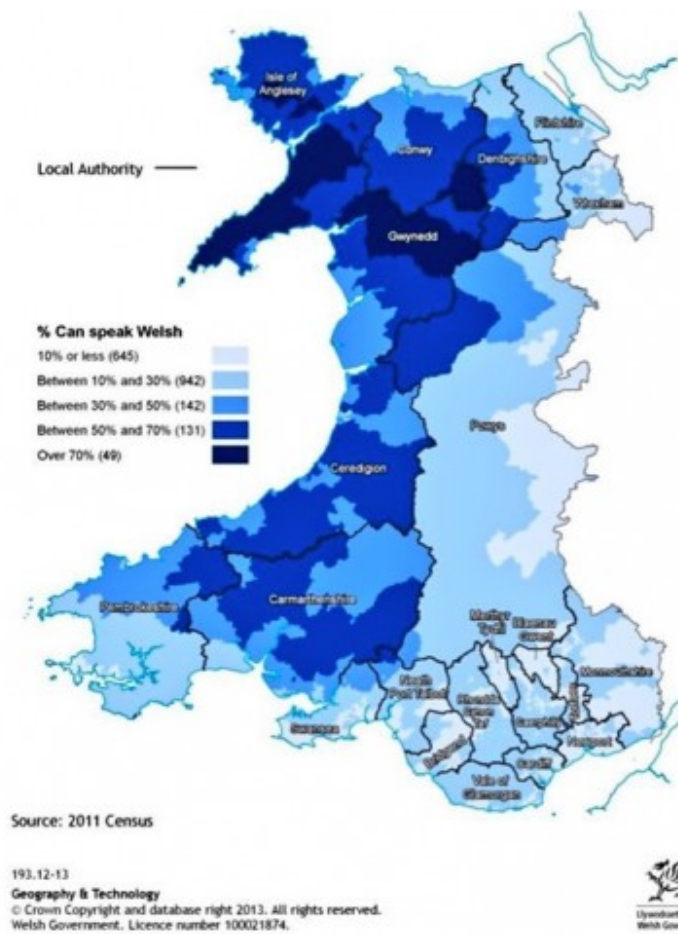 Isle of
Anglesey
Flintshire
Conwy
Denbighshire
Local Authority
Wrexham
Gwynedd
% Can speak Welsh
10% or less (645)
Between 10% and 30% (942)
Between 30% and 50% (142)
Between 50% and 70% (131)
Over 70% (49)
Powys
Ceredigion
Pembrokeshire
Carmarthenshire
Merthyr
Tydfil
Blaenau
Gwent
Monmouthshire
Neath
Port Talbot
Rhondda
Cynon
Taf
Caerphilly
Swansea
Bridgend
Newport
Cardiff
Vale of
Glamorgan
Source: 2011 Census
193.12-13
Geography & Technology
© Crown Copyright and database right 2013. All rights reserved.
Welsh Government. Licence number 100021874.